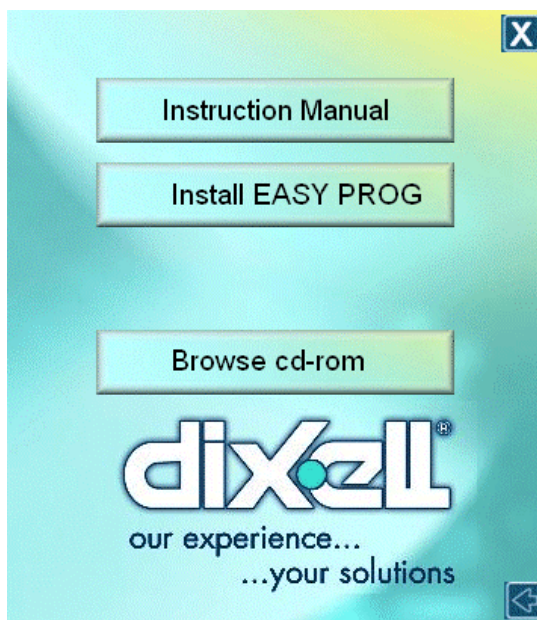 X
Instruction Manual
Install EASY PROG
Browse cd-rom
dixell®
our experience...
...your solutions